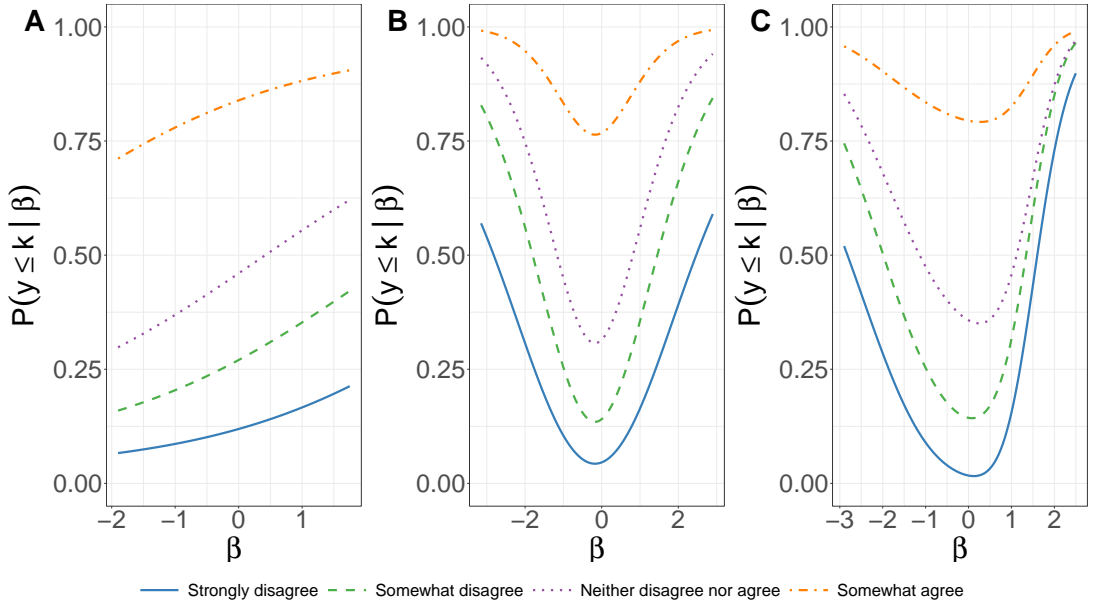 A
1.00
0.75
0.50
0.25
0.00
P(y ≤ k | β)
−2 −1 0 1
β
B
1.00
0.75
0.50
0.25
0.00
P(y ≤ k | β)
−2 0 2
β
C
1.00
0.75
0.50
0.25
0.00
P(y ≤ k | β)
−3 −2 −1 0 1 2
β
Strongly disagree Somewhat disagree Neither disagree nor agree Somewhat agree